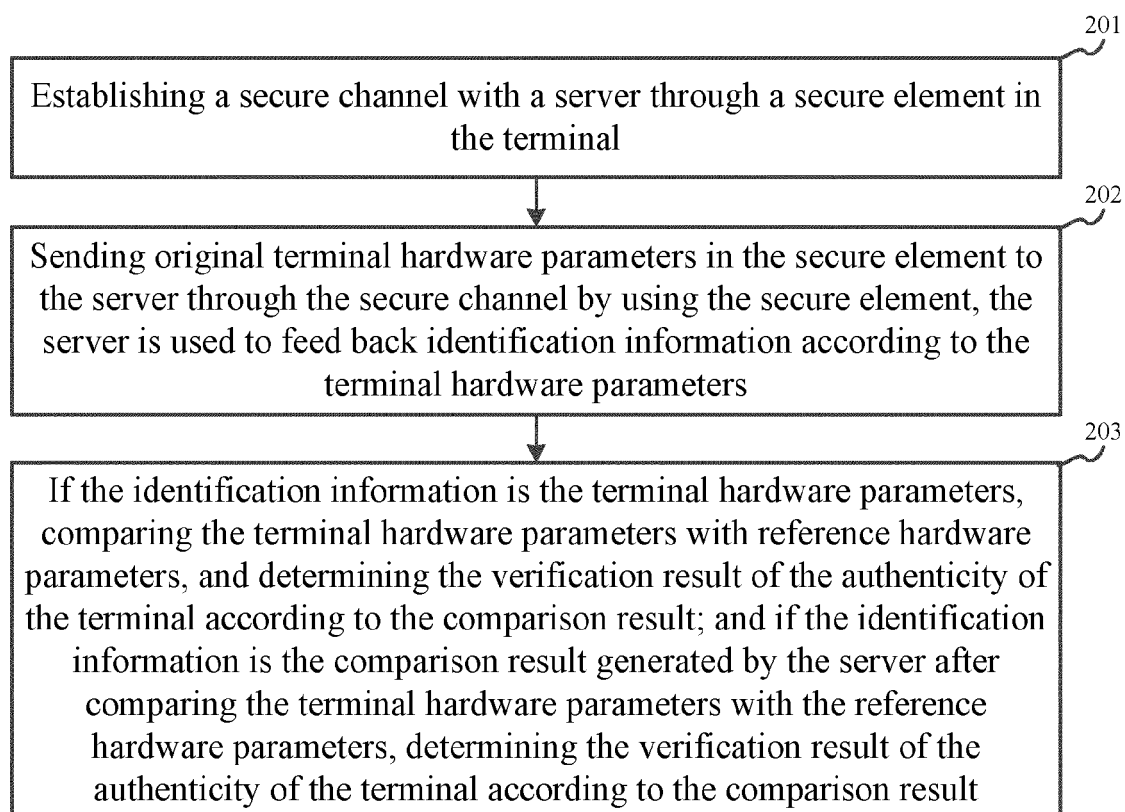 201
Establishing a secure channel with a server through a secure element in
the terminal
202
Sending original terminal hardware parameters in the secure element to
the server through the secure channel by using the secure element, the
server is used to feed back identification information according to the
terminal hardware parameters
203
If the identification information is the terminal hardware parameters,
comparing the terminal hardware parameters with reference hardware
parameters, and determining the verification result of the authenticity of
the terminal according to the comparison result; and if the identification
information is the comparison result generated by the server after
comparing the terminal hardware parameters with the reference
hardware parameters, determining the verification result of the
authenticity of the terminal according to the comparison result